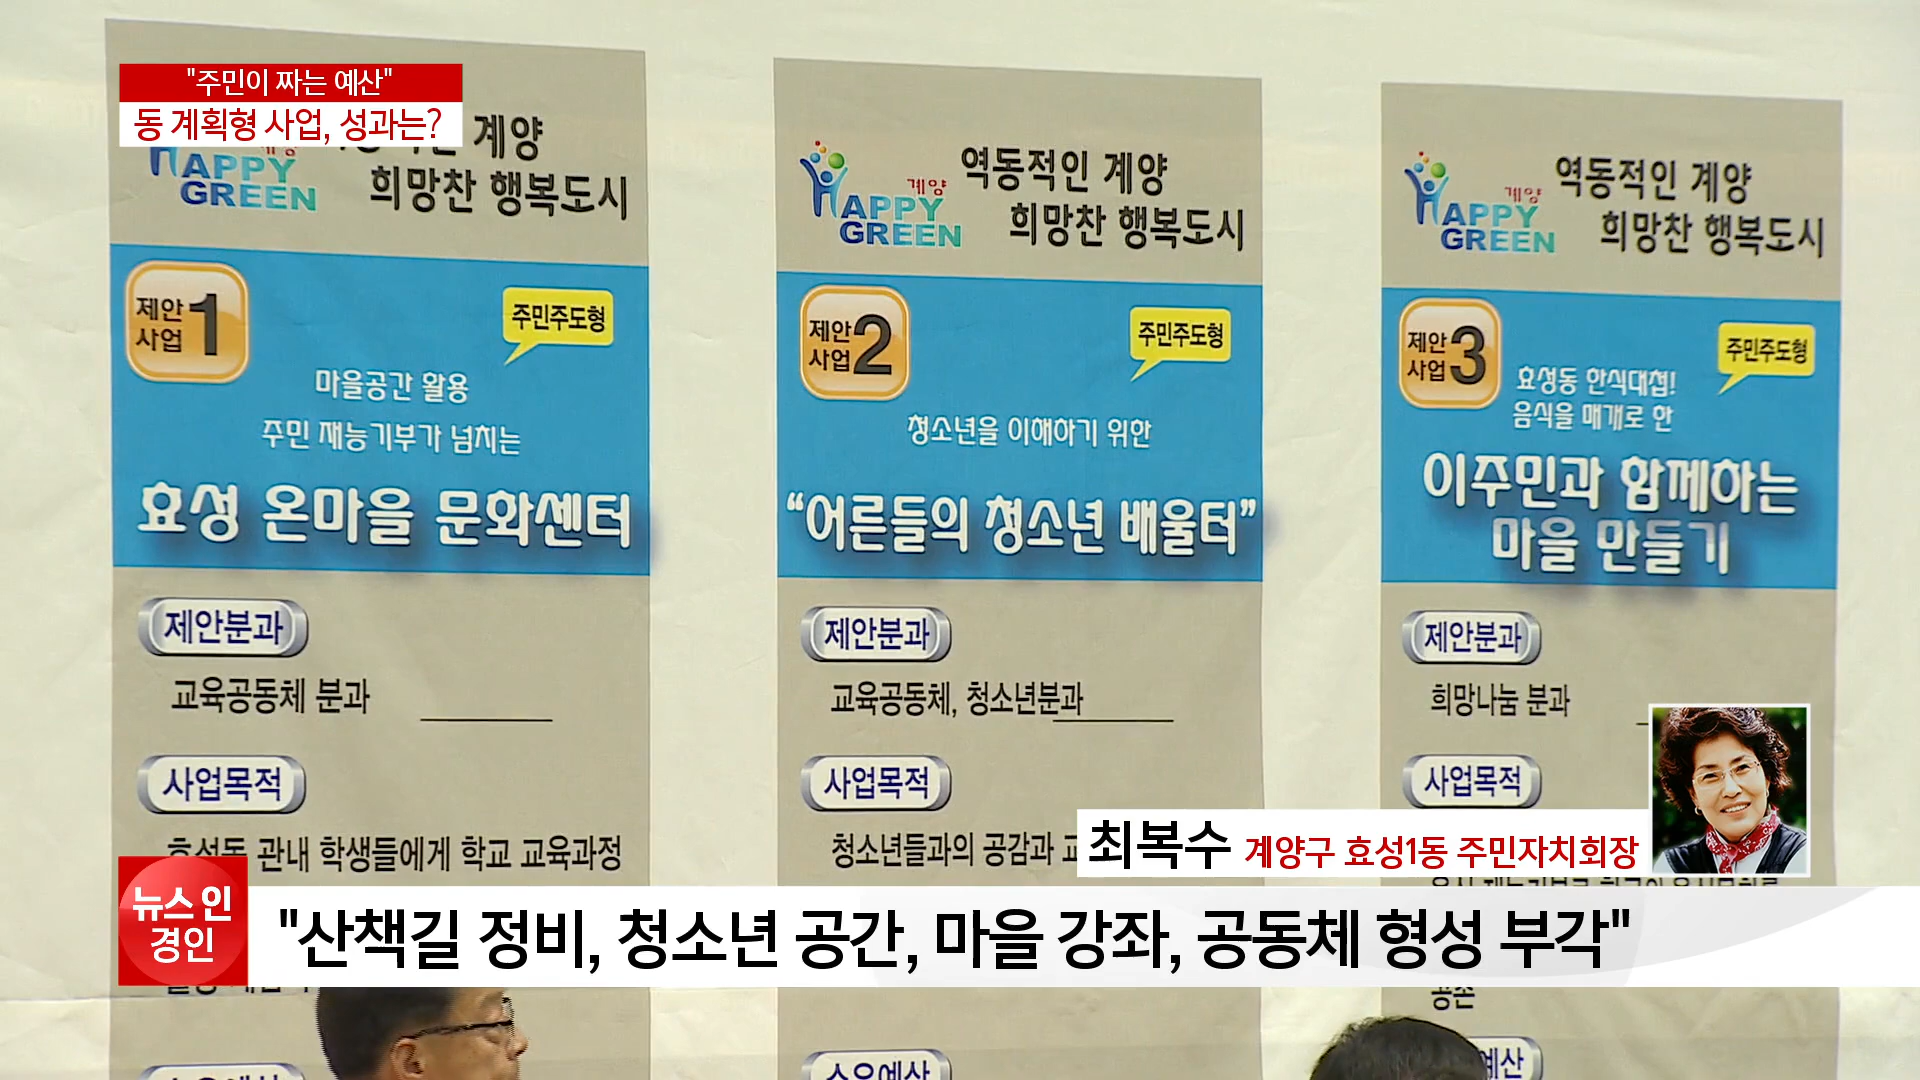 "주민이 짜는 예산"
동 계획형 사업, 성과는?
계양
HAPPY
GREEN
희망찬 행복도시
제안
사업 1
주민주도형
마을공간 활용
주민 재능기부가 넘치는
효성 온마을 문화센터
제안분과
교육공동체 분과
사업목적
효성동 관내 학생들에게 학교 교육과정
계양
HAPPY
GREEN
역동적인 계양
희망찬 행복도시
제안
사업 2
주민주도형
청소년을 이해하기 위한
“어른들의 청소년 배울터”
제안분과
교육공동체, 청소년분과
사업목적
청소년들과의 공감과
소요예산
계양
HAPPY
GREEN
역동적인 계양
희망찬 행복도시
제안
사업 3
주민주도형
효성동 한식대첩!
음식을 매개로 한
이주민과 함께하는
마을 만들기
제안분과
희망나눔 분과
사업목적
공존
예산
최복수 계양구 효성1동 주민자치회장
뉴스 인
경인
"산책길 정비, 청소년 공간, 마을 강좌, 공동체 형성 부각"